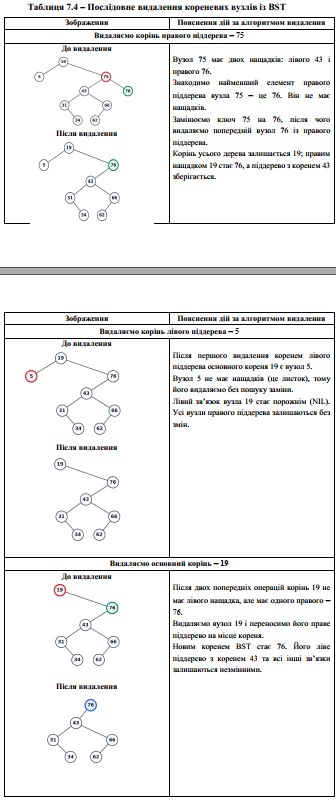 Таблиця 7.4 – Послідовне видалення кореневих вузлів із BST
Зображення
Пояснення дій за алгоритмом видалення
Видаляємо корінь правого піддерева – 75
До видалення
19
5
75
43
76
31
66
34
62
Після видалення
19
5
76
43
31
66
34
62
Вузол 75 має двох нащадків: лівого 43 і
правого 76.
Знаходимо найменший елемент правого
піддерева вузла 75 – це 76. Він не має
нащадків.
Замінюємо ключ 75 на 76, після чого
видаляємо попередній вузол 76 із правого
піддерева.
Корінь усього дерева залишається 19; правим
нащадком 19 стає 76, а піддерево з коренем 43
зберігається.
Зображення
Пояснення дій за алгоритмом видалення
Видаляємо корінь лівого піддерева – 5
До видалення
19
5
76
43
31
66
34
62
Після видалення
19
76
43
31
66
34
62
Після першого видалення коренем лівого
піддерева основного кореня 19 є вузол 5.
Вузол 5 не має нащадків (це листок), тому
його видаляємо без пошуку заміни.
Лівий зв'язок вузла 19 стає порожнім (NIL).
Усі вузли правого піддерева залишаються без
змін.
Видаляємо основний корінь – 19
До видалення
19
76
43
31
66
34
62
Після видалення
76
43
31
66
34
62
Після двох попередніх операцій корінь 19 не
має лівого нащадка, але має одного правого –
76.
Видаляємо вузол 19 і переносимо його праве
піддерево на місце кореня.
Новим коренем BST стає 76. Його ліве
піддерево з коренем 43 та всі інші зв'язки
залишаються незмінними.